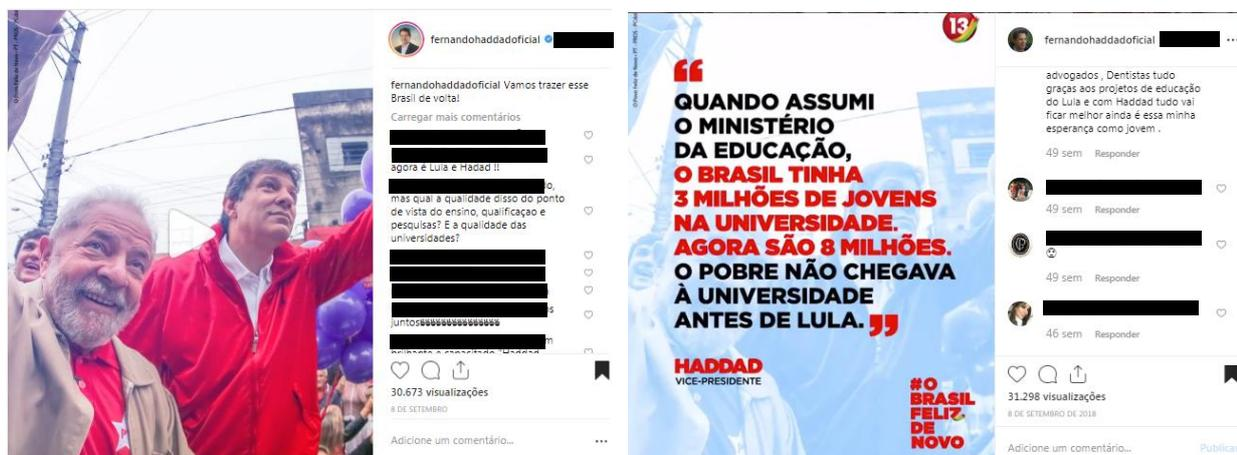 fernandohaddadoficial
fernandohaddadoficial Vamos trazer esse
Brasil de volta!
Carregar mais comentários
agora é Lula e Hadad !!
mas qual a qualidade disso do ponto
de vista do ensino, qualificaçao e
pesquisas? E a qualidade das
universidades?
juntos
30.673 visualizações
8 DE SETEMBRO
Adicione um comentário...
13
“
QUANDO ASSUMI
O MINISTÉRIO
DA EDUCAÇÃO,
O BRASIL TINHA
3 MILHÕES DE JOVENS
NA UNIVERSIDADE.
AGORA SÃO 8 MILHÕES.
O POBRE NÃO CHEGAVA
À UNIVERSIDADE
ANTES DE LULA.”
HADDAD
VICE-PRESIDENTE
#O
BRASIL
FELIZ
DE
NOVO
fernandohaddadoficial
advogados , Dentistas tudo
graças aos projetos de educação
do Lula e com Haddad tudo vai
ficar melhor ainda é essa minha
esperança como jovem .
49 sem Responder
49 sem Responder
49 sem Responder
46 sem Responder
31.298 visualizações
8 DE SETEMBRO DE 2018
Adicione um comentário...
Publicar